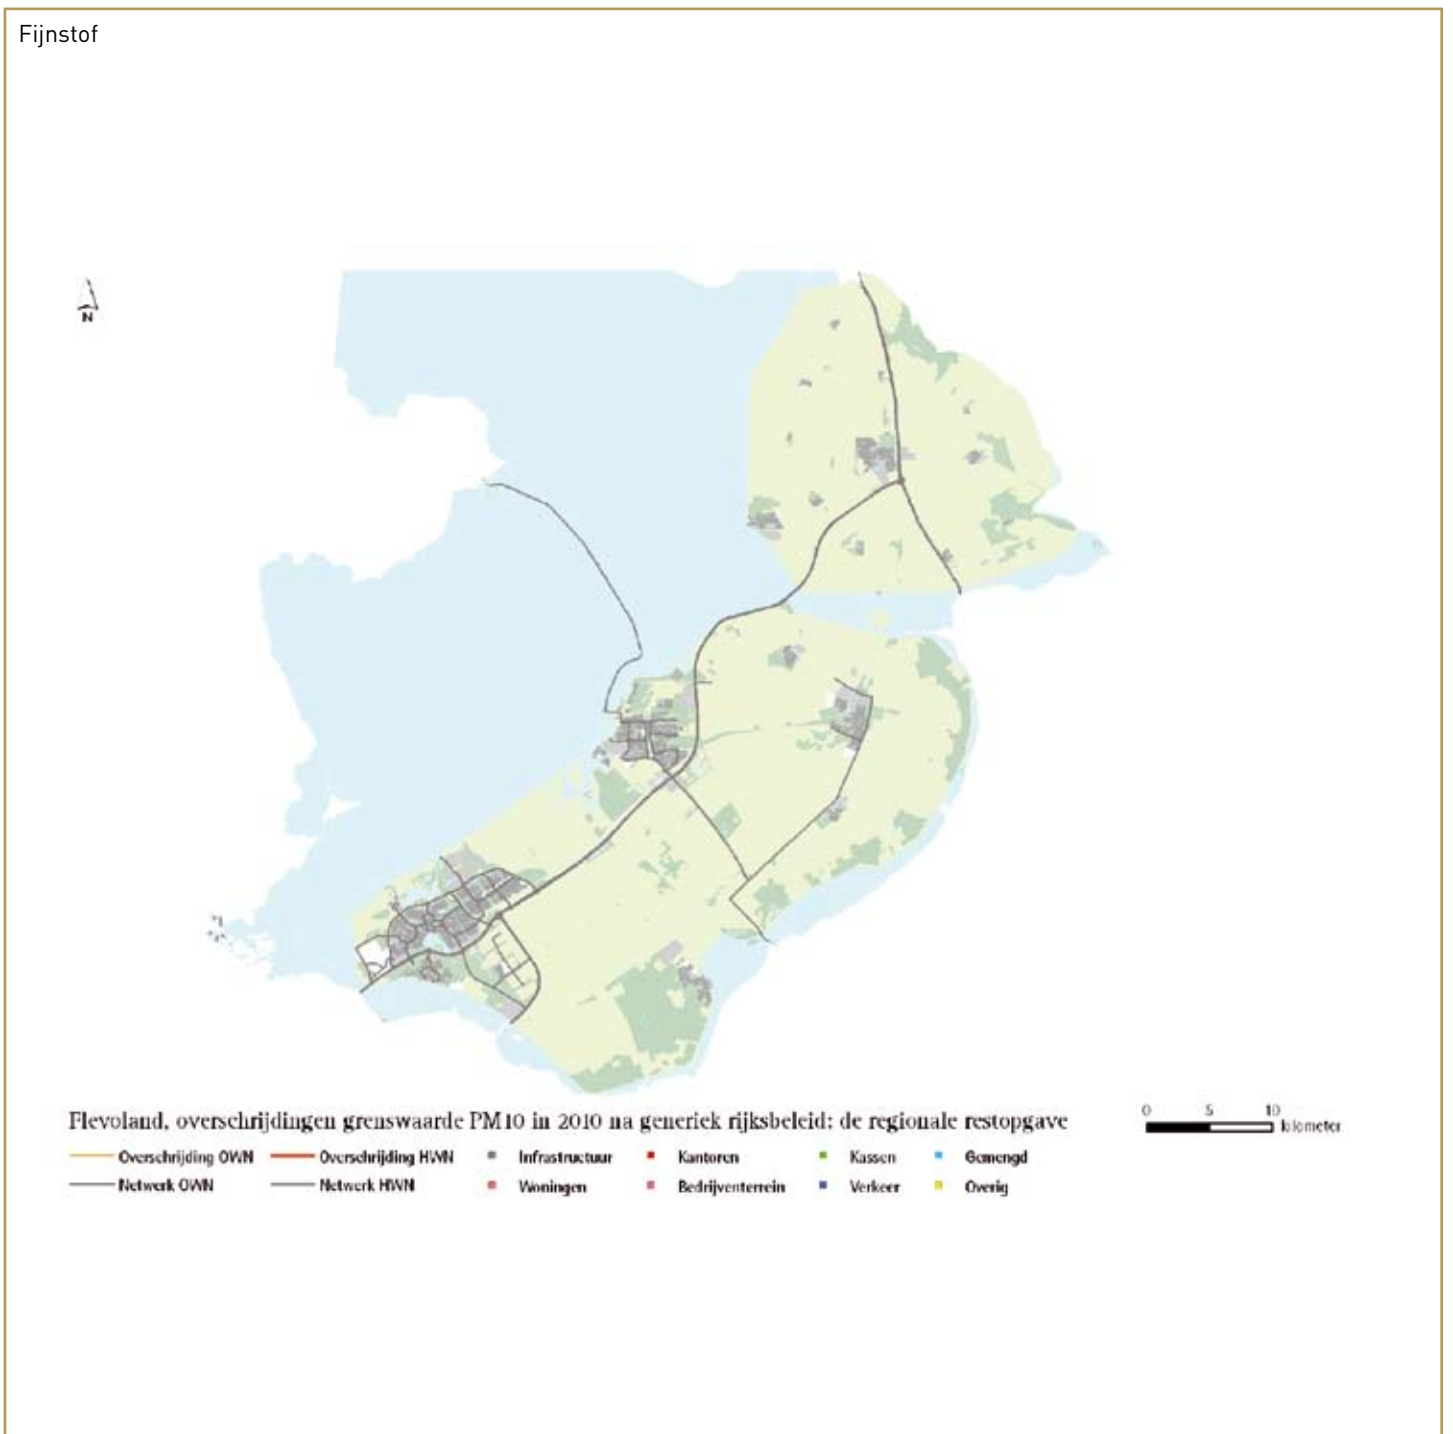 Fijnstof
N
Flevoland, overschrijdingen grenswaarde PM10 in 2010 na generiek rijksbeleid: de regionale restopgave
0 5 10
kilometer
Overschrijding OWN Overschrijding HWN Infrastructuur Kantoren Kassen Gemengd
Netwerk OWN Netwerk HWN Woningen Bedrijventerrein Verkeer Overig